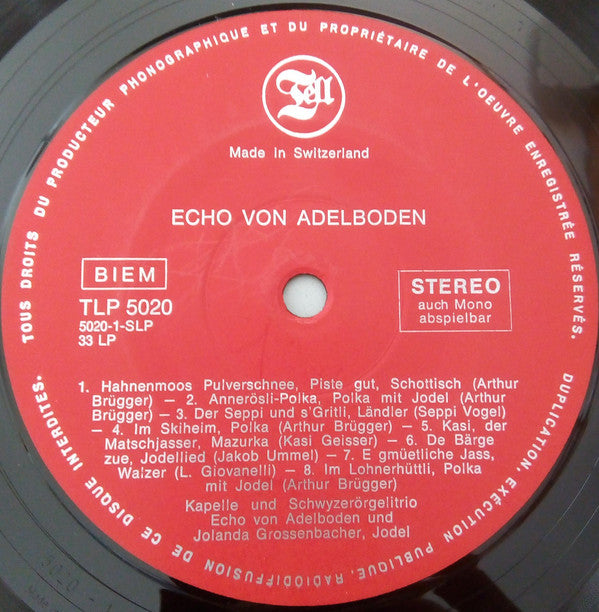 TOUS DROITS DU PRODUCTEUR PHONOGRAPHIQUE ET DU PROPRIÉTAIRE DE L'OEUVRE ENREGISTRÉE RÉSERVÉS. DUPLICATION, EXÉCUTION PUBLIQUE, RADIODIFFUSION DE CE DISQUE INTERDITES.
Tell
Made in Switzerland
ECHO VON ADELBODEN
BIEM
TLP 5020
5020-1-SLP
33 LP
STEREO
auch Mono
abspielbar
1. Hahnenmoos Pulverschnee, Piste gut, Schottisch (Arthur
Brügger) — 2. Annerösli-Polka, Polka mit Jodel (Arthur
Brügger) — 3. Der Seppi und s'Gritli, Ländler (Seppi Vogel)
— 4. Im Skiheim, Polka (Arthur Brügger) — 5. Kasi, der
Matschjasser, Mazurka (Kasi Geisser) — 6. De Bärge
zue, Jodellied (Jakob Ummel) — 7. E gmüetliche Jass,
Walzer (L. Giovanelli) — 8. Im Lohnerhüttli, Polka
mit Jodel (Arthur Brügger)
Kapelle und Schwyzerörgelitrio
Echo von Adelboden und
Jolanda Grossenbacher, Jodel